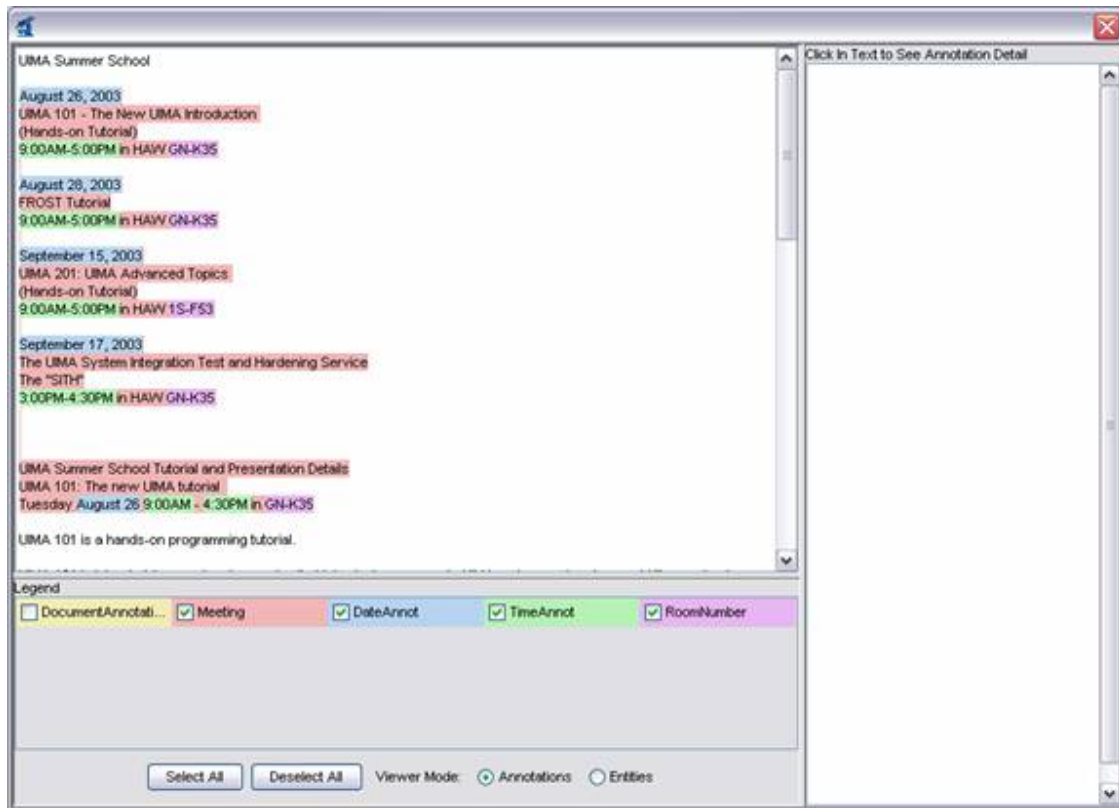 UIMA Summer School
August 26, 2003
UIMA 101 - The New UIMA Introduction
(Hands-on Tutorial)
9:00AM-5:00PM in HAW GN-K35
August 28, 2003
FROST Tutorial
9:00AM-5:00PM in HAW GN-K35
September 15, 2003
UIMA 201: UIMA Advanced Topics
(Hands-on Tutorial)
9:00AM-5:00PM in HAW 1S-F53
September 17, 2003
The UIMA System Integration Test and Hardening Service
The "SITH"
3:00PM-4:30PM in HAW GN-K35
UIMA Summer School Tutorial and Presentation Details
UIMA 101: The new UIMA tutorial
Tuesday August 26 9:00AM - 4:30PM in GN-K35
UIMA 101 is a hands-on programming tutorial.
Click In Text to See Annotation Detail
Legend
DocumentAnnotati... Meeting DateAnnot TimeAnnot RoomNumber
Select All Deselect All Viewer Mode: Annotations Entities